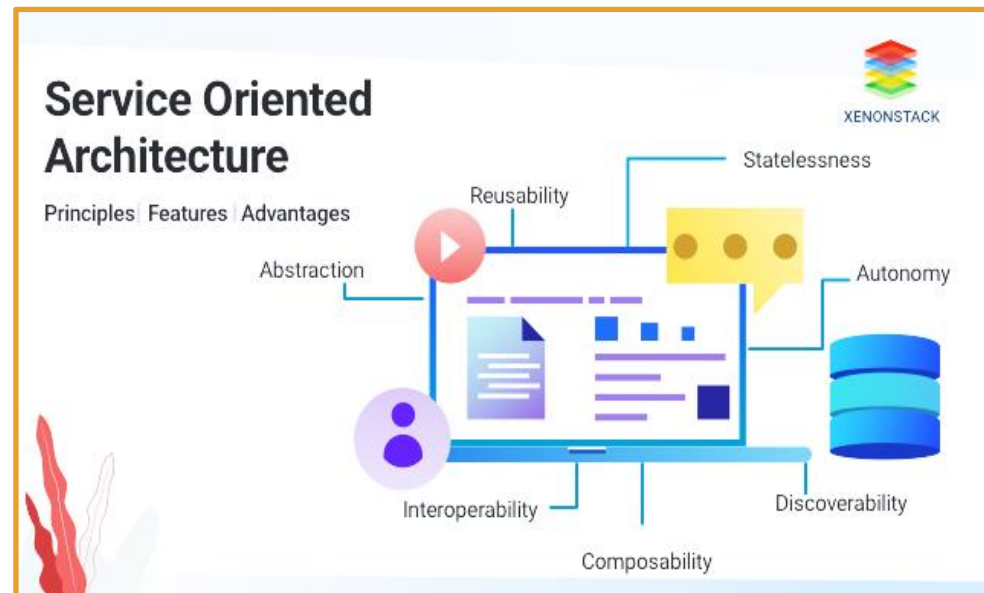 Service Oriented
Architecture
Principles | Features | Advantages
XENONSTACK
Statelessness
Reusability
Abstraction
Autonomy
Interoperability
Discoverability
Composability